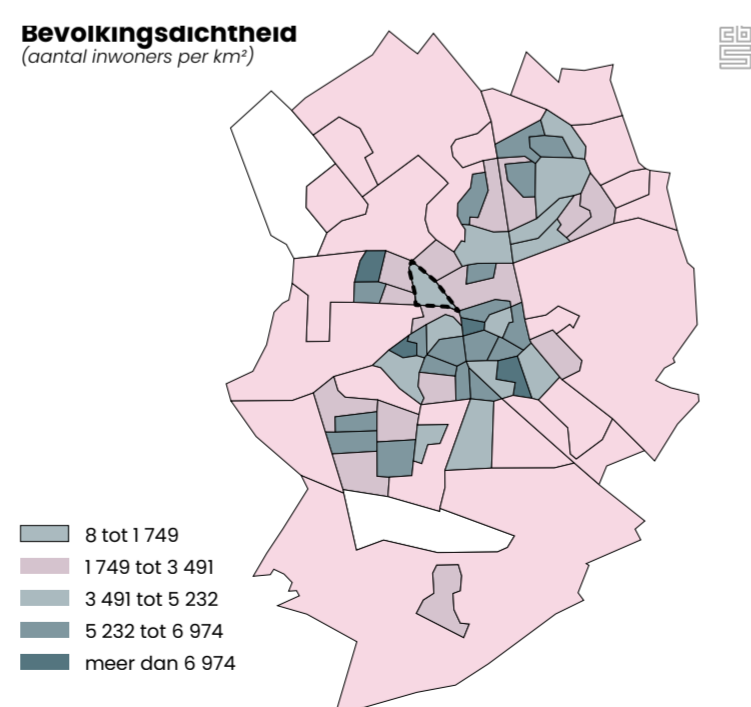 Bevolkingsdichtheid
(aantal inwoners per km²)
cbs
8 tot 1 749
1 749 tot 3 491
3 491 tot 5 232
5 232 tot 6 974
meer dan 6 974